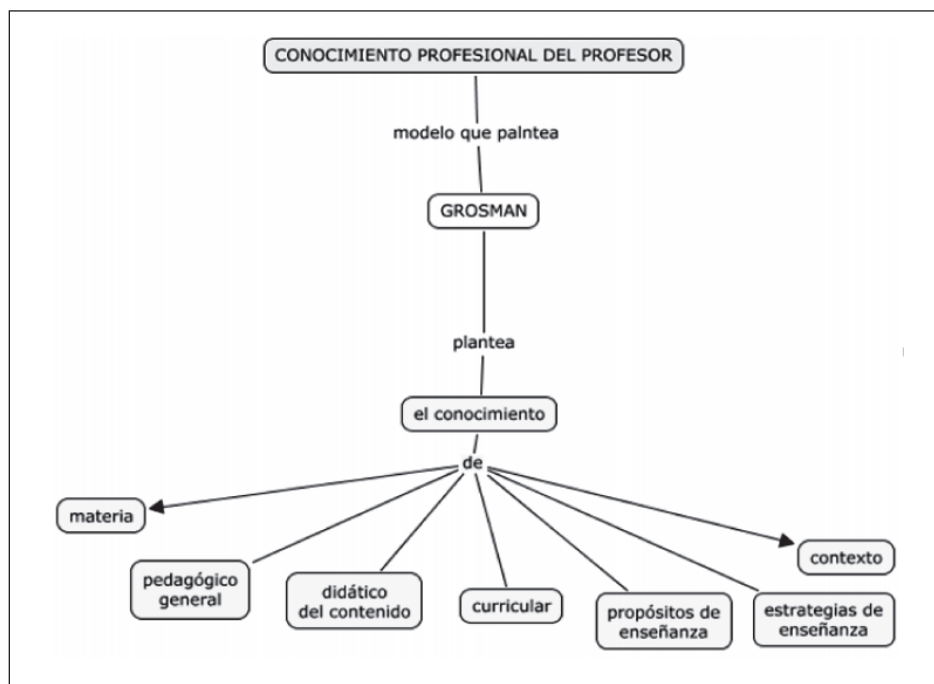 CONOCIMIENTO PROFESIONAL DEL PROFESOR
modelo que palntea
GROSMAN
plantea
el conocimiento
de
materia
contexto
pedagógico
general
didático
del contenido
curricular
propósitos de
enseñanza
estrategias de
enseñanza